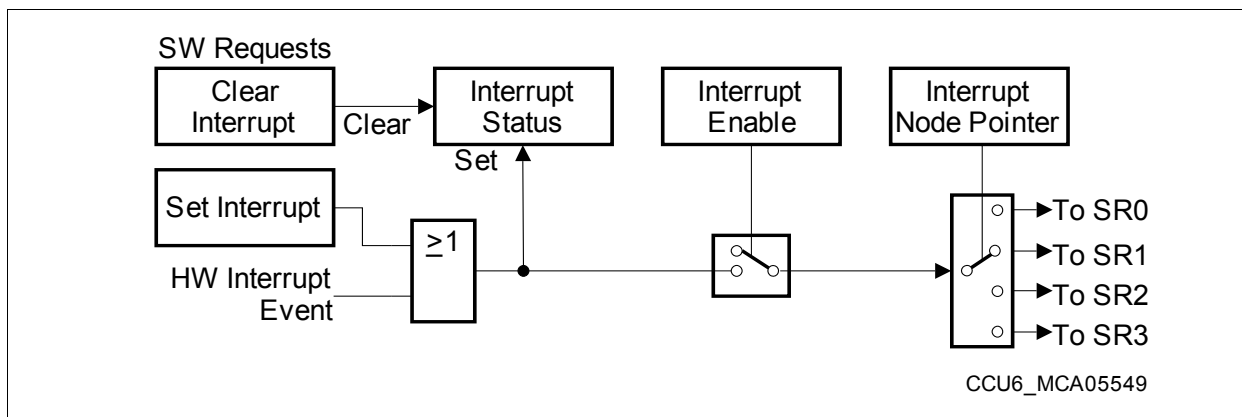 SW Requests
Clear
Interrupt
Clear
Interrupt
Status
Set
Interrupt
Enable
Interrupt
Node Pointer
Set Interrupt
≥1
HW Interrupt
Event
To SR0
To SR1
To SR2
To SR3
CCU6_MCA05549